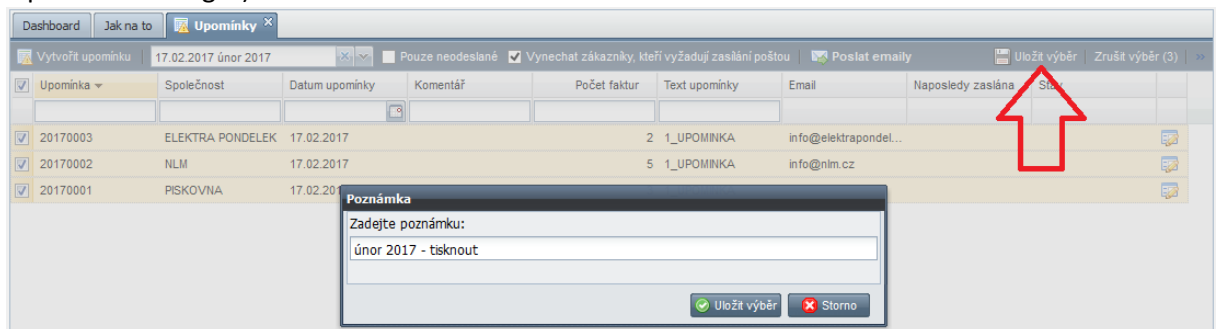 Dashboard Jak na to Upomínky
Vytvořit upomínku 17.02.2017 únor 2017 Pouze neodeslané Vynechat zákazníky, kteří vyžadují zasílání poštou Poslat emaily Uložit výběr Zrušit výběr (3) »
Upomínka Společnost Datum upomínky Komentář Počet faktur Text upomínky Email Naposledy zaslána
20170003 ELEKTRA PONDELEK 17.02.2017 2 1_UPOMINKA info@elektrapondel...
20170002 NLM 17.02.2017 5 1_UPOMINKA info@nlm.cz
20170001 PISKOVNA 17.02.201
Poznámka
Zadejte poznámku:
únor 2017 - tisknout
Uložit výběr Storno